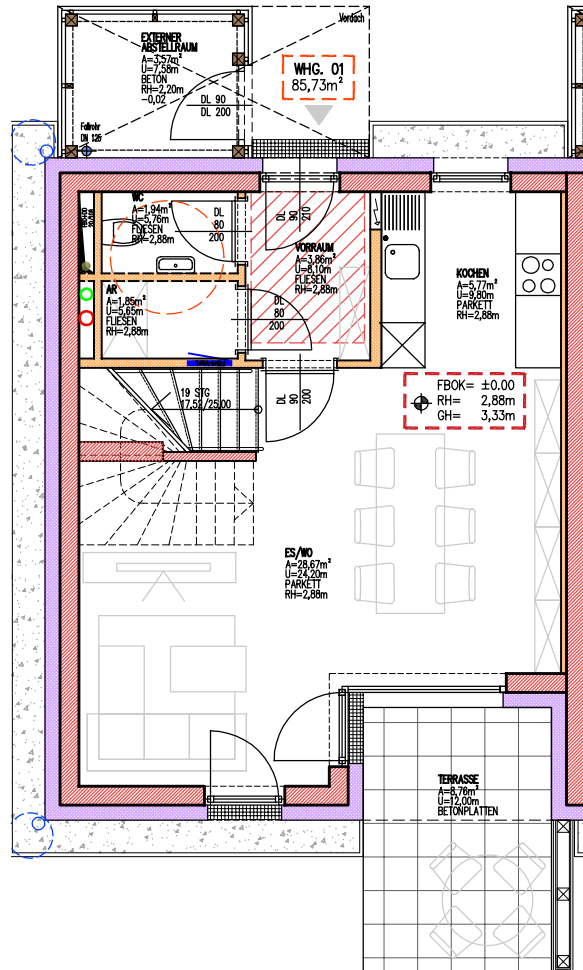 Vordach
EXTERNER
ABSTELLRAUM
A=3,57m²
U=7,58m
BETON
RH=2,20m
-0,02
DL 90
DL 200
WHG. 01
85,73m²
Fallrohr
DN 125
WC
A=1,94m²
U=5,76m
FLIESEN
RH=2,88m
DL
80
200
DL
90
210
VORRAUM
A=3,86m²
U=8,10m
FLIESEN
RH=2,88m
KOCHEN
A=5,77m²
U=9,80m
PARKETT
RH=2,88m
AR
A=1,85m²
U=5,65m
FLIESEN
RH=2,88m
DL
80
200
FBOK= ±0.00
RH= 2,88m
GH= 3,33m
19 STG
17,52/25,00
DL
90
200
ES/WO
A=28,67m²
U=24,20m
PARKETT
RH=2,88m
TERRASSE
A=8,76m²
U=12,00m
BETONPLATTEN